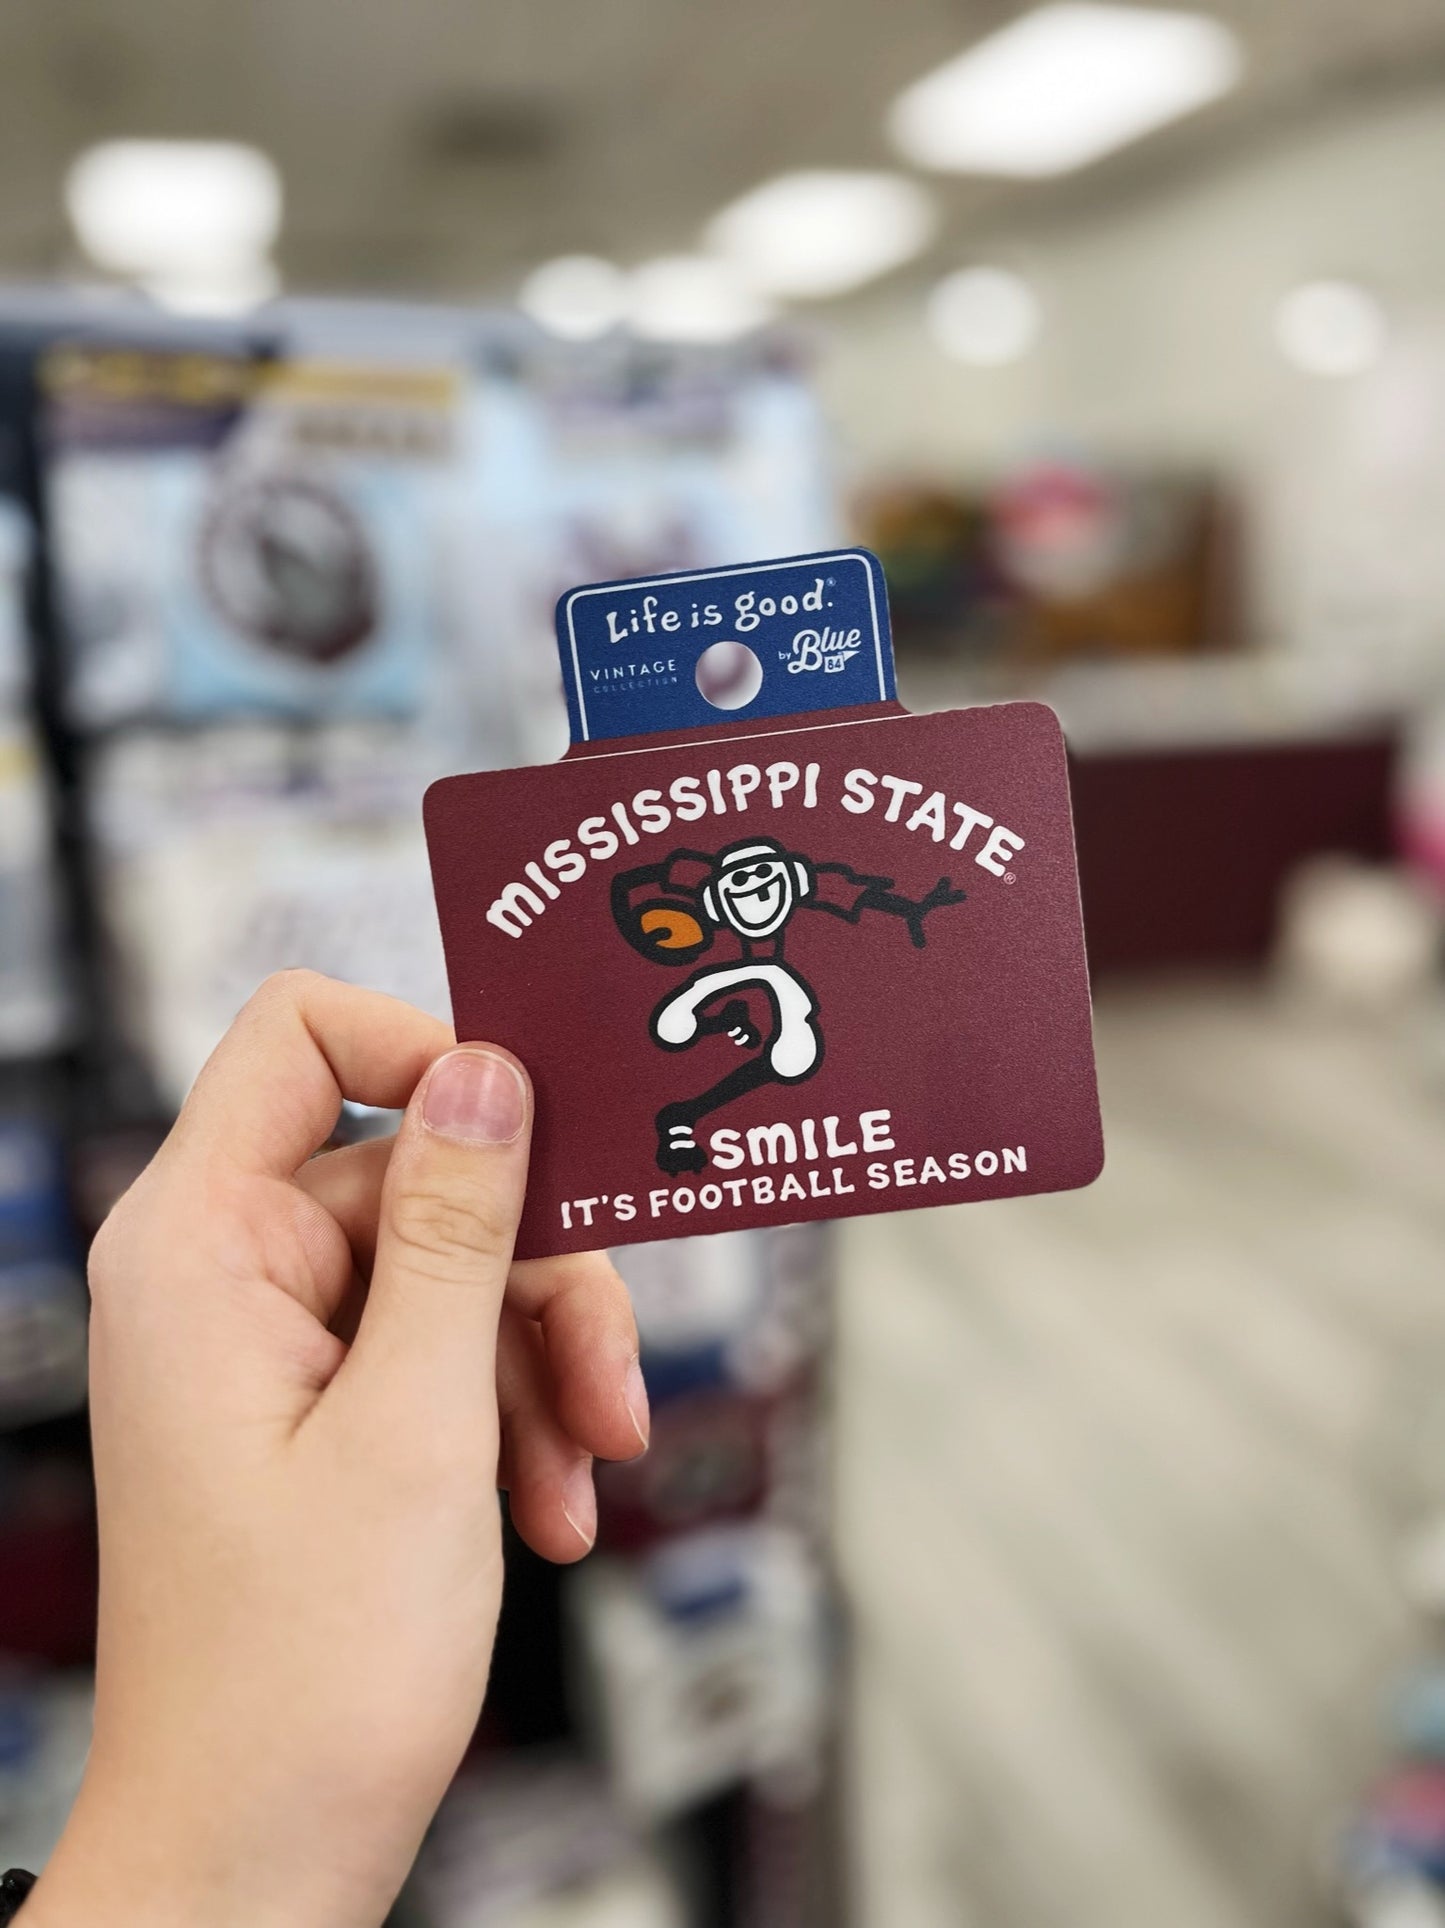 Life is good.®
VINTAGE
COLLECTION
by Blue
84
MISSISSIPPI STATE®
SMILE
IT'S FOOTBALL SEASON